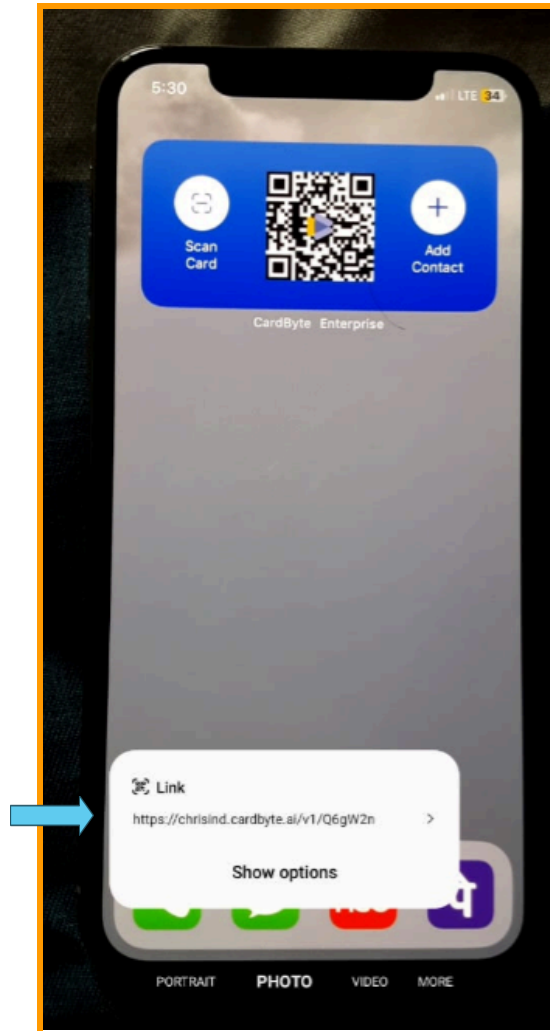 5:30
LTE 34
Scan
Card
Add
Contact
CardByte Enterprise
Link
https://chrisind.cardbyte.ai/v1/Q6gW2n
Show options
PORTRAIT PHOTO VIDEO MORE